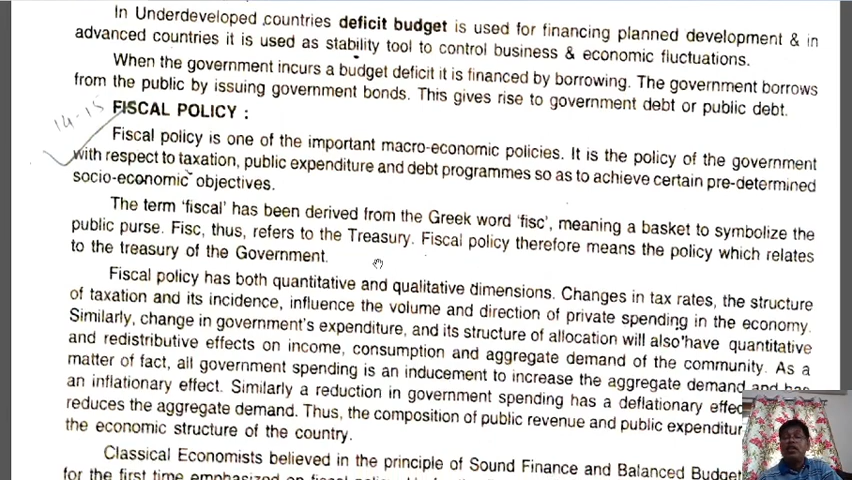 In Underdeveloped countries deficit budget is used for financing planned development & in
advanced countries it is used as stability tool to control business & economic fluctuations.
When the government incurs a budget deficit it is financed by borrowing. The government borrows
from the public by issuing government bonds. This gives rise to government debt or public debt.
14-15
FISCAL POLICY :
Fiscal policy is one of the important macro-economic policies. It is the policy of the government
with respect to taxation, public expenditure and debt programmes so as to achieve certain pre-determined
socio-economic objectives.
The term 'fiscal' has been derived from the Greek word 'fisc', meaning a basket to symbolize the
public purse. Fisc, thus, refers to the Treasury. Fiscal policy therefore means the policy which relates
to the treasury of the Government.
Fiscal policy has both quantitative and qualitative dimensions. Changes in tax rates, the structure
of taxation and its incidence, influence the volume and direction of private spending in the economy.
Similarly, change in government's expenditure, and its structure of allocation will also have quantitative
and redistributive effects on income, consumption and aggregate demand of the community. As a
matter of fact, all government spending is an inducement to increase the aggregate demand and has
an inflationary effect. Similarly a reduction in government spending has a deflationary
reduces the aggregate demand. Thus, the composition of public revenue and public
the economic structure of the country.
Classical Economists believed in the principle of Sound Finance and Balanced
for the first time emphasized on fiscal